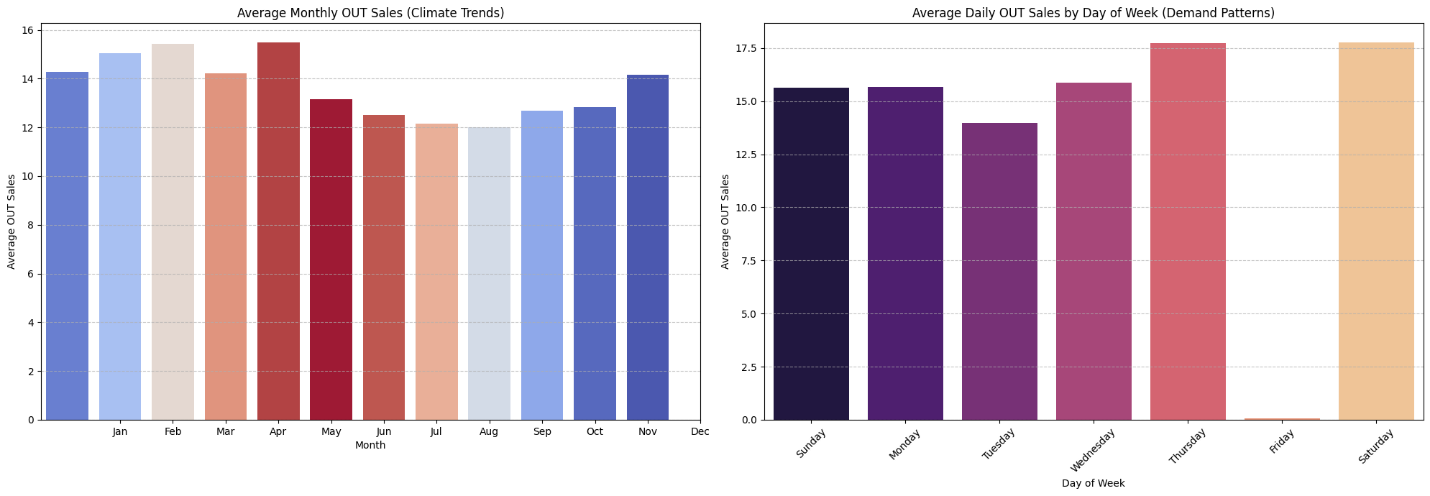 Average Monthly OUT Sales (Climate Trends)
16
14
12
10
8
6
4
2
0
Average OUT Sales
Jan Feb Mar Apr May Jun Jul Aug Sep Oct Nov Dec
Month
Average Daily OUT Sales by Day of Week (Demand Patterns)
17.5
15.0
12.5
10.0
7.5
5.0
2.5
0.0
Average OUT Sales
Sunday Monday Tuesday Wednesday Thursday Friday Saturday
Day of Week